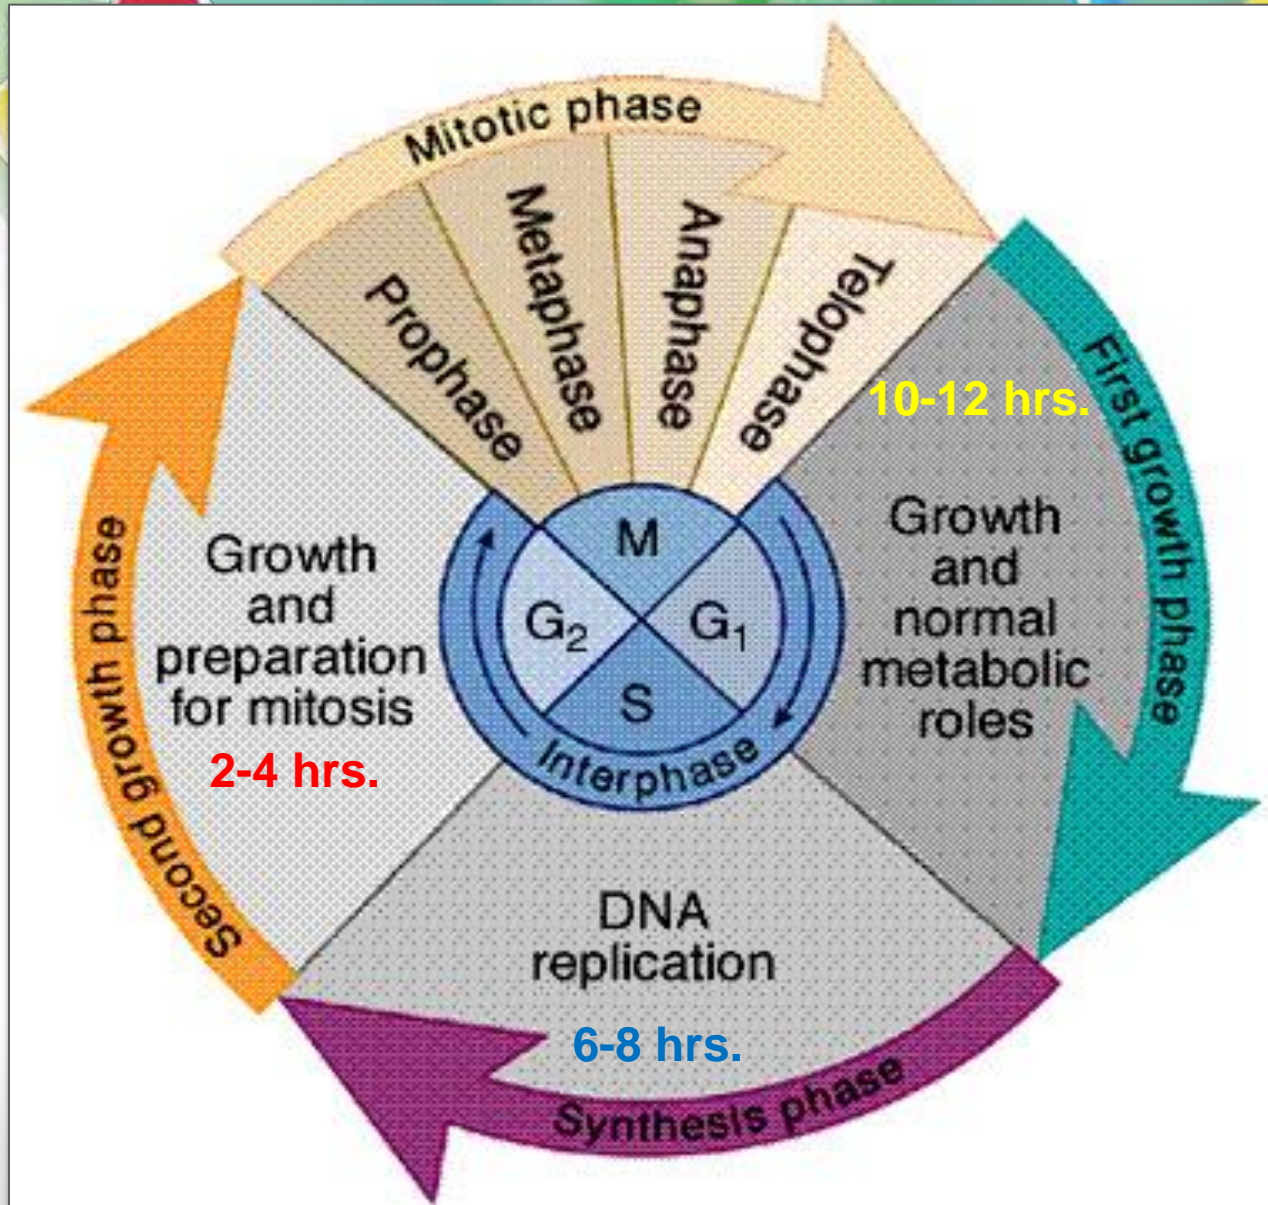 Mitotic phase
Prophase
Metaphase
Anaphase
Telophase
10-12 hrs.
First growth phase
Growth
and
normal
metabolic
roles
M
G₂
G₁
S
Interphase
Growth
and
preparation
for mitosis
2-4 hrs.
Second growth phase
DNA
replication
6-8 hrs.
Synthesis phase